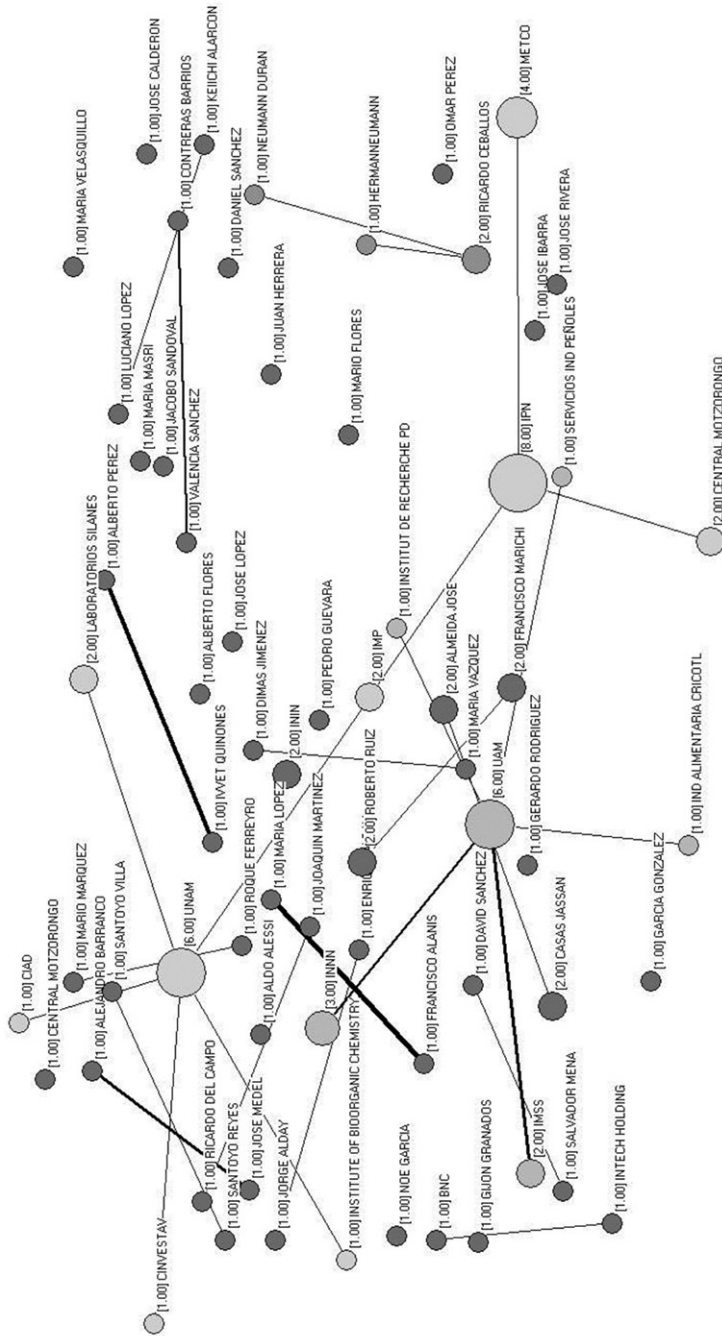 [1.00] CINVESTAV
[1.00] CIAD
[1.00] CENTRAL MOTZORONGO
[1.00] MARIO MARQUEZ
[1.00] ALEJANDRO BARRANCO
[1.00] SANTOYO VILLA
[2.00] LABORATORIOS SILANES
[1.00] ALBERTO PEREZ
[1.00] LUCIANO LOPEZ
[1.00] MARIA MASRI
[1.00] JACOBO SANDOVAL
[1.00] VALENCIA SANCHEZ
[1.00] MARIA VELASQUILLO
[1.00] JOSE CALDERON
[1.00] CONTRERAS BARRIOS
[1.00] KEIICHI ALARCON
[6.00] UNAM
[1.00] RICARDO DEL CAMPO
[1.00] SANTOYO REYES
[1.00] JOSE MEDEL
[1.00] JORGE ALDAY
[1.00] ROQUE FERREYRO
[1.00] ALDO ALESSI
[1.00] IVVET QUINONES
[1.00] ALBERTO FLORES
[1.00] JOSE LOPEZ
[1.00] DIMAS JIMENEZ
[2.00] ININ
[1.00] MARIA LOPEZ
[1.00] JOAQUIN MARTINEZ
[1.00] PEDRO GUEVARA
[1.00] DANIEL SANCHEZ
[1.00] NEUMANN DURAN
[1.00] JUAN HERRERA
[1.00] MARIO FLORES
[1.00] HERMANNEUMANN
[1.00] INSTITUTE OF BIOORGANIC CHEMISTRY
[3.00] INNN
[1.00] ENRIQ
[2.00] ROBERTO RUIZ
[2.00] IMP
[1.00] INSTITUT DE RECHERCHE PD
[1.00] NOE GARCIA
[1.00] FRANCISCO ALANIS
[1.00] BNC
[1.00] GIJON GRANADOS
[2.00] ALMEIDA JOSE
[1.00] MARIA VAZQUEZ
[1.00] OMAR PEREZ
[2.00] RICARDO CEBALLOS
[1.00] DAVID SANCHEZ
[6.00] UAM
[2.00] FRANCISCO MARICHI
[8.00] IPN
[4.00] METCO
[2.00] IMSS
[1.00] SALVADOR MENA
[2.00] CASAS JASSAN
[1.00] GERARDO RODRIGUEZ
[1.00] SERVICIOS IND PEÑOLES
[1.00] JOSE IBARRA
[1.00] JOSE RIVERA
[1.00] INTECH HOLDING
[1.00] GARCIA GONZALEZ
[1.00] IND ALIMENTARIA CRICOTL
[2.00] CENTRAL MOTZORONGO